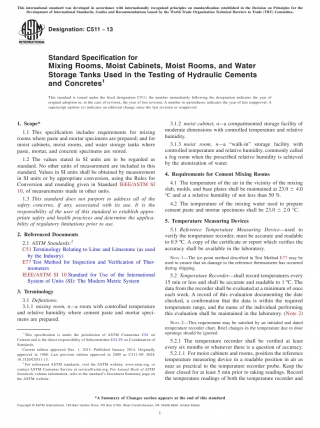 This international standard was developed in accordance with internationally recognized principles on standardization established in the Decision on Principles for the
Development of International Standards, Guides and Recommendations issued by the World Trade Organization Technical Barriers to Trade (TBT) Committee.
Designation: C511 − 13
Standard Specification for
Mixing Rooms, Moist Cabinets, Moist Rooms, and Water
Storage Tanks Used in the Testing of Hydraulic Cements
and Concretes1
This standard is issued under the fixed designation C511; the number immediately following the designation indicates the year of
original adoption or, in the case of revision, the year of last revision. A number in parentheses indicates the year of last reapproval. A
superscript epsilon (ε) indicates an editorial change since the last revision or reapproval.
1. Scope*
1.1 This specification includes requirements for mixing
rooms where paste and mortar specimens are prepared; and for
moist cabinets, moist rooms, and water storage tanks where
paste, mortar, and concrete specimens are stored.
1.2 The values stated in SI units are to be regarded as
standard. No other units of measurement are included in this
standard. Values in SI units shall be obtained by measurement
in SI units or by appropriate conversion, using the Rules for
Conversion and rounding given in Standard IEEE/ASTM SI
10, of measurements made in other units.
1.3 This standard does not purport to address all of the
safety concerns, if any, associated with its use. It is the
responsibility of the user of this standard to establish appro-
priate safety and health practices and determine the applica-
bility of regulatory limitations prior to use.
2. Referenced Documents
2.1 ASTM Standards:2
C51 Terminology Relating to Lime and Limestone (as used
by the Industry)
E77 Test Method for Inspection and Verification of Ther-
mometers
IEEE/ASTM SI 10 Standard for Use of the International
System of Units (SI): The Modern Metric System
3. Terminology
3.1 Definitions:
3.1.1 mixing room, n—a room with controlled temperature
and relative humidity where cement paste and mortar speci-
mens are prepared.
1 This specification is under the jurisdiction of ASTM Committee C01 on
Cement and is the direct responsibility of Subcommittee C01.95 on Coordination of
Standards.
Current edition approved Dec. 1, 2013. Published January 2014. Originally
approved in 1968. Last previous edition approved in 2009 as C511–09. DOI:
10.1520/C0511-13.
2 For referenced ASTM standards, visit the ASTM website, www.astm.org, or
contact ASTM Customer Service at service@astm.org. For Annual Book of ASTM
Standards volume information, refer to the standard's Document Summary page on
the ASTM website.
3.1.2 moist cabinet, n—a compartmented storage facility of
moderate dimensions with controlled temperature and relative
humidity.
3.1.3 moist room, n—a “walk-in” storage facility with
controlled temperature and relative humidity, commonly called
a fog room when the prescribed relative humidity is achieved
by the atomization of water.
4. Requirements for Cement Mixing Rooms
4.1 The temperature of the air in the vicinity of the mixing
slab, molds, and base plates shall be maintained at 23.0 ± 4.0
°C and at a relative humidity of not less than 50 %.
4.2 The temperature of the mixing water used to prepare
cement paste and mortar specimens shall be 23.0 ± 2.0 °C.
5. Temperature Measuring Devices
5.1 Reference Temperature Measuring Device—used to
verify the temperature recorder, must be accurate and readable
to 0.5 °C. A copy of the certificate or report which verifies the
accuracy shall be available in the laboratory.
NOTE 1—The ice point method described in Test Method E77 may be
used to ensure that no damage to the reference thermometer has occurred
during shipping.
5.2 Temperature Recorder—shall record temperatures every
15 min or less and shall be accurate and readable to 1 °C. The
data from the recorder shall be evaluated at a minimum of once
each week. A record of this evaluation documenting the date
checked, a confirmation that the data is within the required
temperature range, and the name of the individual performing
this evaluation shall be maintained in the laboratory. (Note 2)
NOTE 2—This requirement may be satisfied by an initialed and dated
temperature recorder chart. Brief changes in the temperature due to door
openings should be ignored.
5.2.1 The temperature recorder shall be verified at least
every six months or whenever there is a question of accuracy.
5.2.1.1 For moist cabinets and rooms, position the reference
temperature measuring device in a readable position in air as
near as practical to the temperature recorder probe. Keep the
door closed for at least 5 min prior to taking readings. Record
the temperature readings of both the temperature recorder and
*A Summary of Changes section appears at the end of this standard
Copyright © ASTM International, 100 Barr Harbor Drive, PO Box C700, West Conshohocken, PA 19428-2959. United States
1